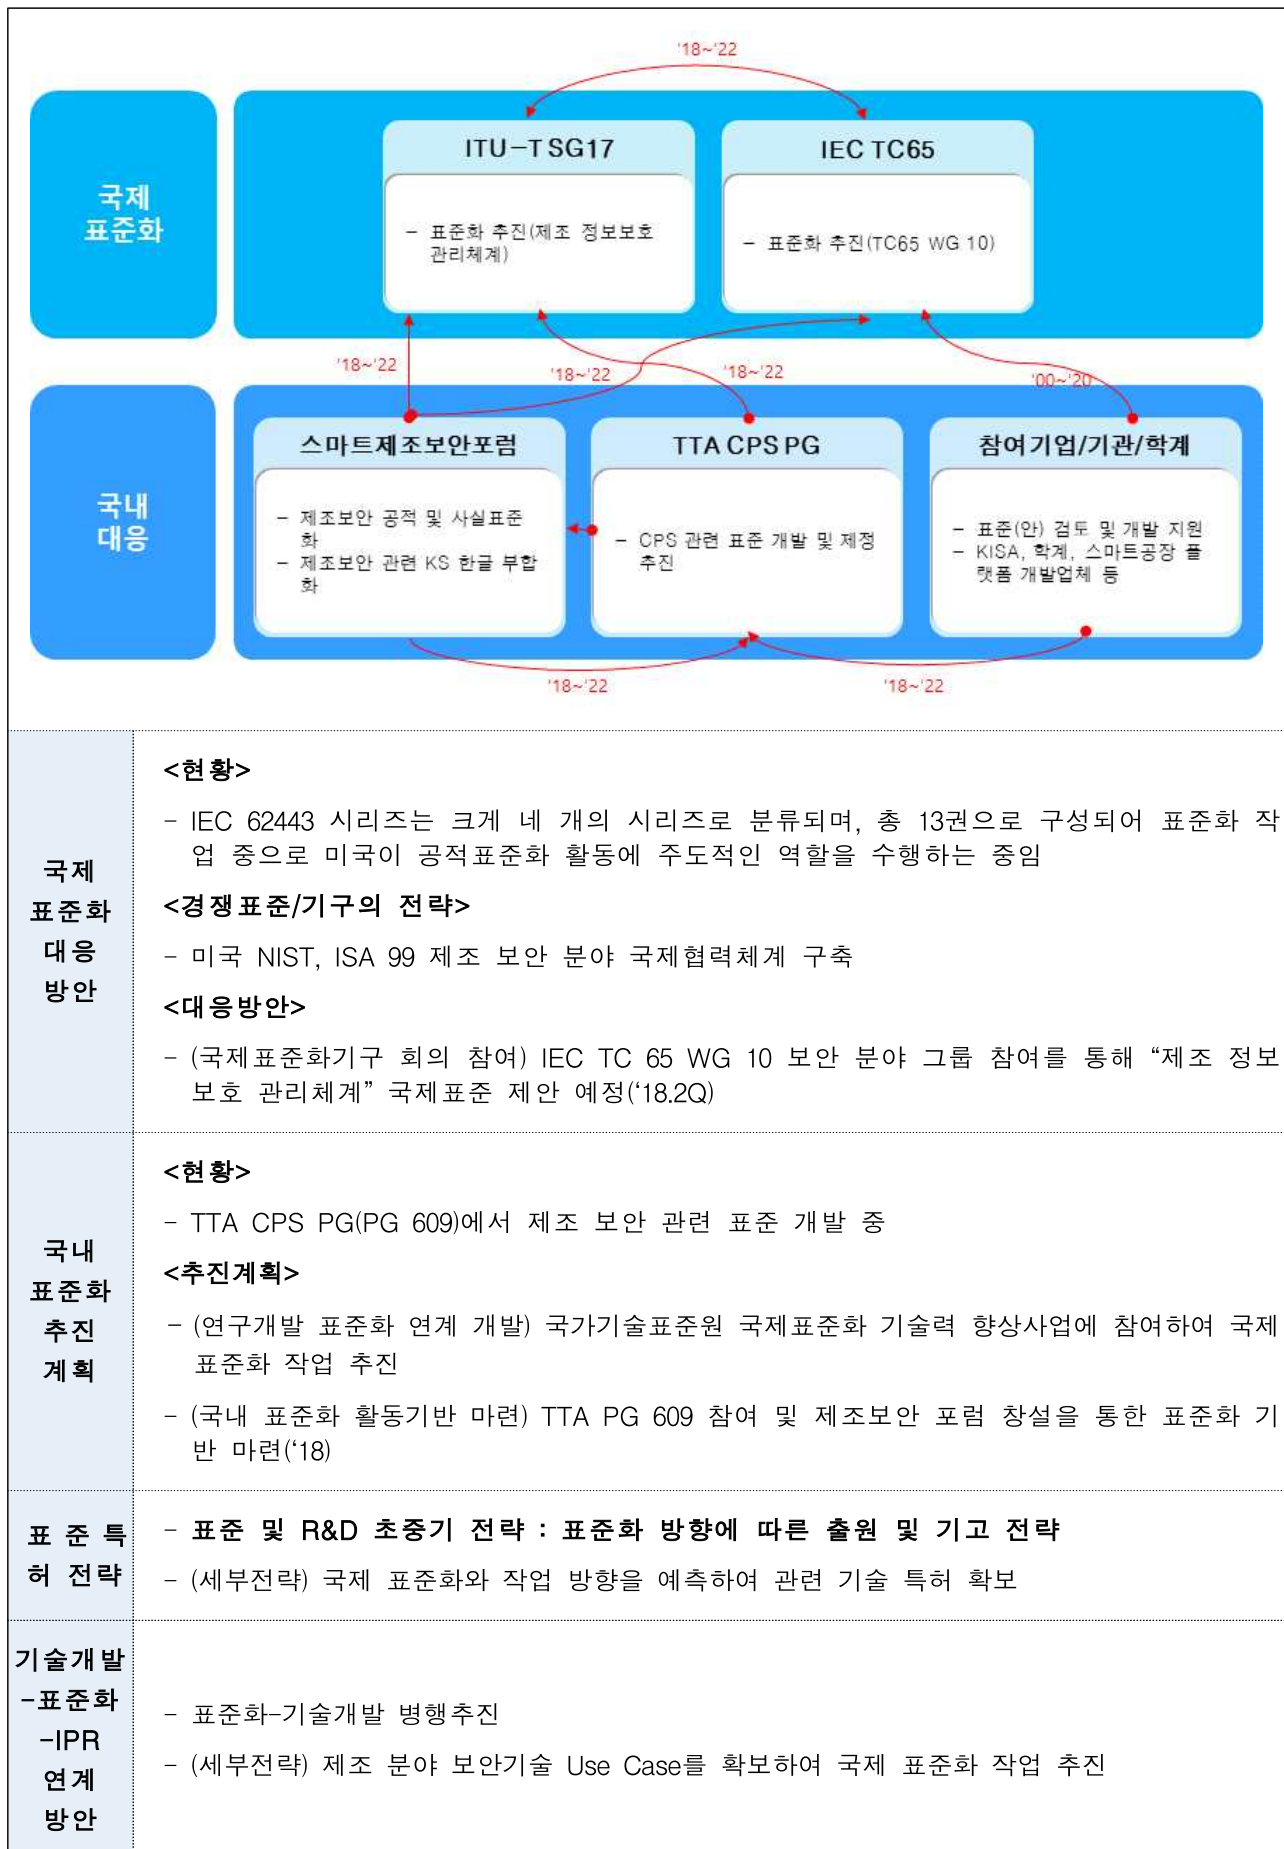 '18~'22
국제
표준화
ITU-T SG17
- 표준화 추진(제조 정보보호
관리체계)
IEC TC65
- 표준화 추진(TC65 WG 10)
'18~'22
'18~'22
'18~'22
'00~'20
국내
대응
스마트제조보안포럼
- 제조보안 공적 및 사실표준
화
- 제조보안 관련 KS 한글 부합
화
TTA CPS PG
- CPS 관련 표준 개발 및 제정
추진
참여기업/기관/학계
- 표준(안) 검토 및 개발 지원
- KISA, 학계, 스마트공장 플
랫폼 개발업체 등
'18~'22
'18~'22
국제
표준화
대응
방안
<현황>
- IEC 62443 시리즈는 크게 네 개의 시리즈로 분류되며, 총 13권으로 구성되어 표준화 작
업 중으로 미국이 공적표준화 활동에 주도적인 역할을 수행하는 중임
<경쟁표준/기구의 전략>
- 미국 NIST, ISA 99 제조 보안 분야 국제협력체계 구축
<대응방안>
- (국제표준화기구 회의 참여) IEC TC 65 WG 10 보안 분야 그룹 참여를 통해 “제조 정보
보호 관리체계” 국제표준 제안 예정(‘18.2Q)
국내
표준화
추진
계획
<현황>
- TTA CPS PG(PG 609)에서 제조 보안 관련 표준 개발 중
<추진계획>
- (연구개발 표준화 연계 개발) 국가기술표준원 국제표준화 기술력 향상사업에 참여하여 국제
표준화 작업 추진
- (국내 표준화 활동기반 마련) TTA PG 609 참여 및 제조보안 포럼 창설을 통한 표준화 기
반 마련(‘18)
표 준 특
허 전략
- 표준 및 R&D 초중기 전략 : 표준화 방향에 따른 출원 및 기고 전략
- (세부전략) 국제 표준화와 작업 방향을 예측하여 관련 기술 특허 확보
기술개발
-표준화
-IPR
연계
방안
- 표준화-기술개발 병행추진
- (세부전략) 제조 분야 보안기술 Use Case를 확보하여 국제 표준화 작업 추진